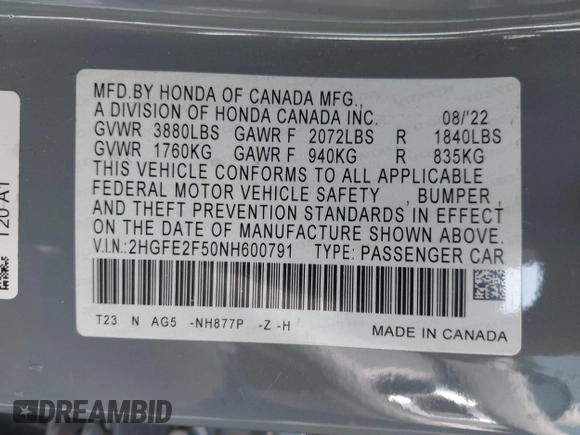 MFD.BY HONDA OF CANADA MFG.,
A DIVISION OF HONDA CANADA INC. 08/'22
GVWR 3880LBS GAWR F 2072LBS R 1840LBS
GVWR 1760KG GAWR F 940KG R 835KG
THIS VEHICLE CONFORMS TO ALL APPLICABLE
FEDERAL MOTOR VEHICLE SAFETY , BUMPER ,
AND THEFT PREVENTION STANDARDS IN EFFECT
ON THE DATE OF MANUFACTURE SHOWN ABOVE.
V.I.N.:2HGFE2F50NH600791 TYPE: PASSENGER CAR
T23 N AG5 -NH877P -Z -H
MADE IN CANADA
T20 A1
DREAMBID